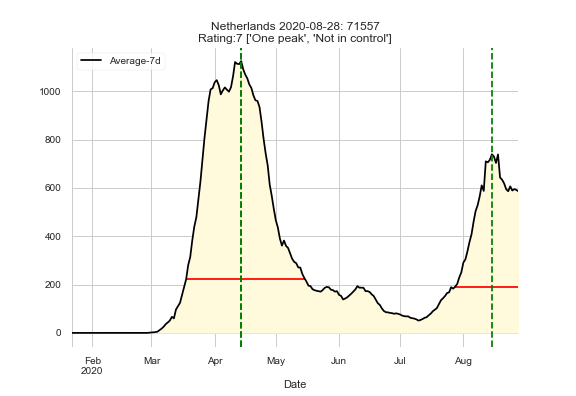 Netherlands 2020-08-28: 71557
Rating:7 ['One peak', 'Not in control']
Average-7d
1000
800
600
400
200
0
Feb Mar Apr May Jun Jul Aug
2020
Date